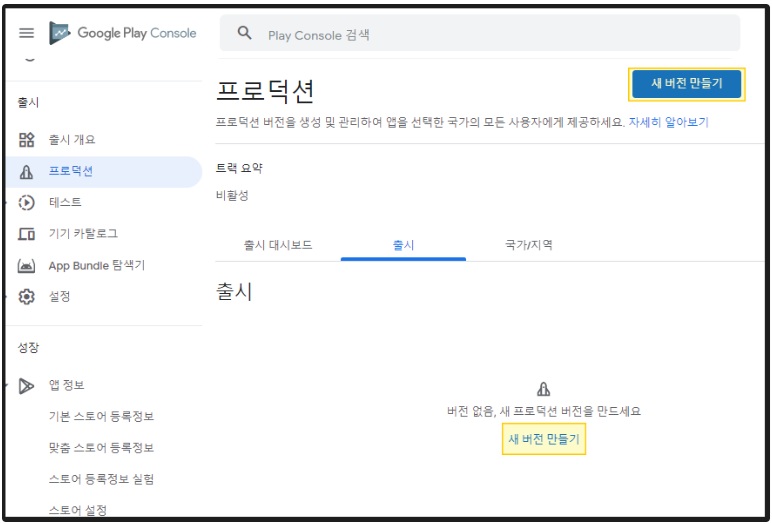 Google Play Console
Play Console 검색
출시
출시 개요
프로덕션
테스트
기기 카탈로그
App Bundle 탐색기
설정
성장
앱 정보
기본 스토어 등록정보
맞춤 스토어 등록정보
스토어 등록정보 실험
스토어 설정
프로덕션
새 버전 만들기
프로덕션 버전을 생성 및 관리하여 앱을 선택한 국가의 모든 사용자에게 제공하세요. 자세히 알아보기
트랙 요약
비활성
출시 대시보드
출시
국가/지역
출시
버전 없음, 새 프로덕션 버전을 만드세요
새 버전 만들기